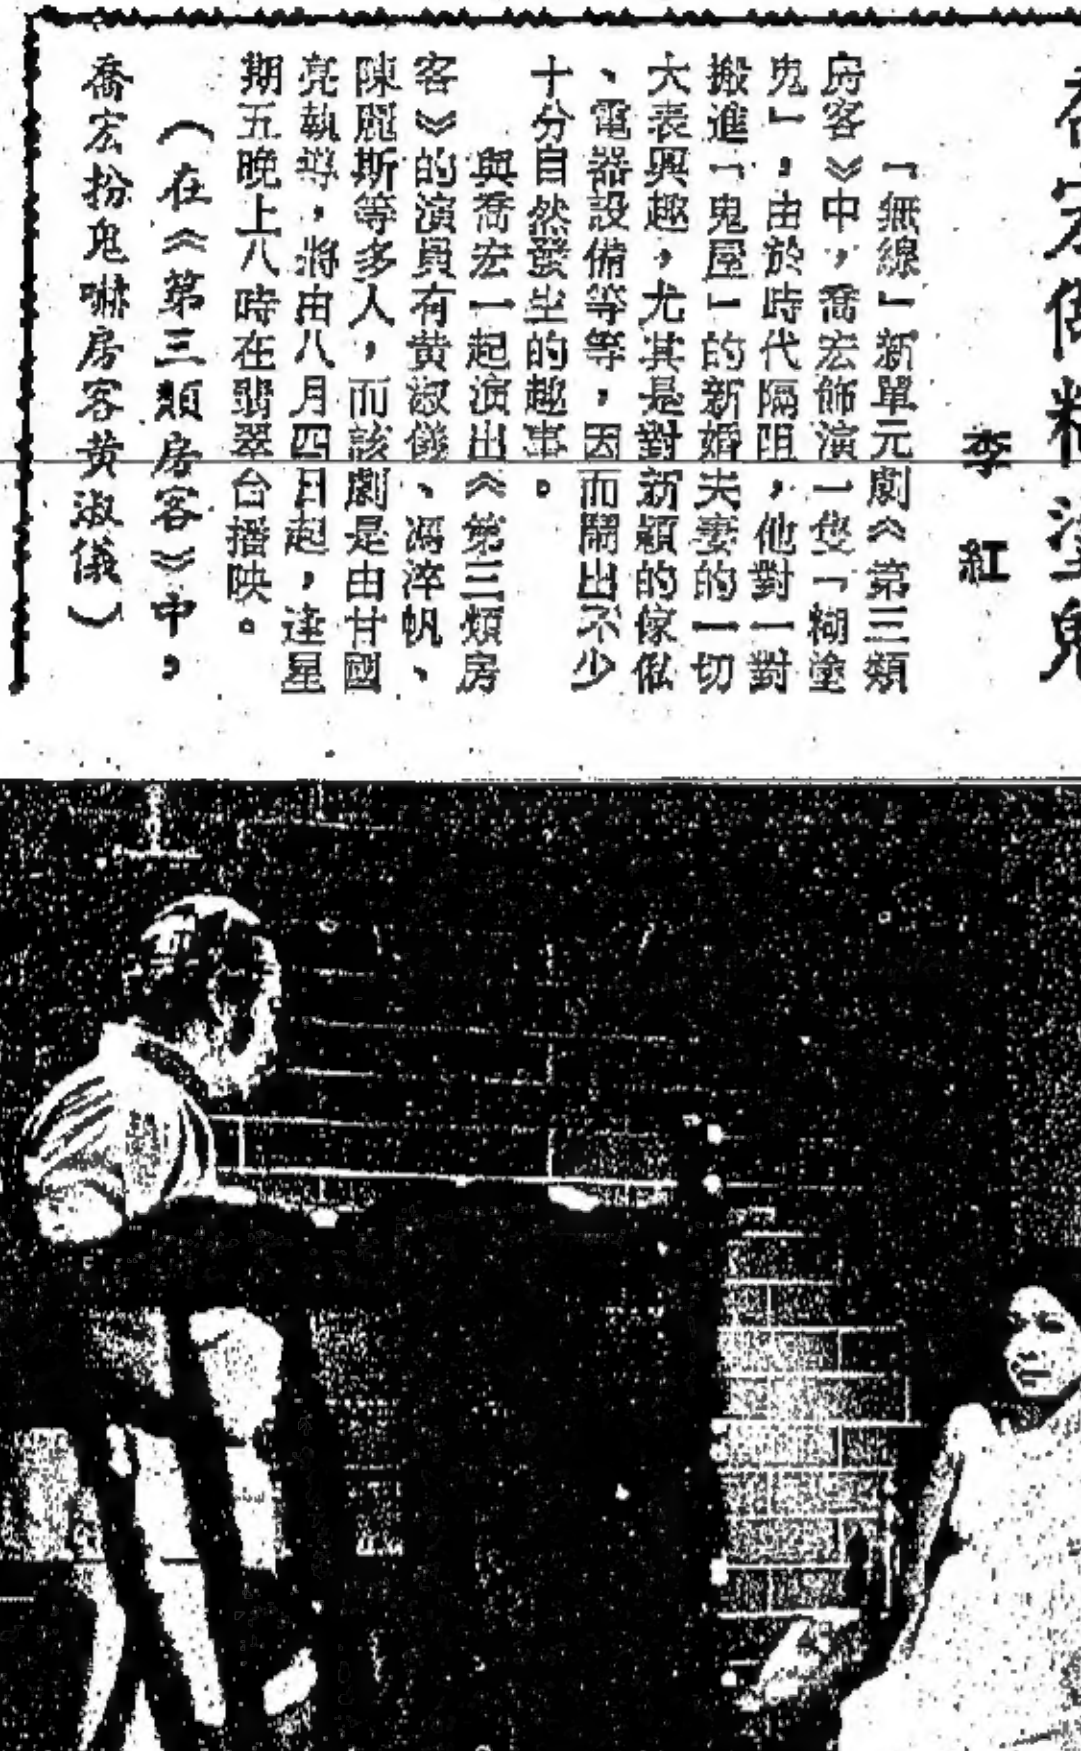 喬宏做糊塗鬼
李紅
「無線」新單元劇《第三類
房客》中，喬宏飾演一隻「糊塗
鬼」，由於時代隔阻，他對一對
搬進「鬼屋」的新婚夫妻的一切
大表興趣，尤其是對新穎的傢俬
、電器設備等等，因而鬧出不少
十分自然發生的趣事。
與喬宏一起演出《第三類房
客》的演員有黄淑儀、馮淬帆、
陳麗斯等多人，而該劇是由甘國
亮執導，將由八月四日起，逢星
期五晚上八時在翡翠台播映。
（在《第三類房客》中，
喬宏扮鬼嚇房客黄淑儀）